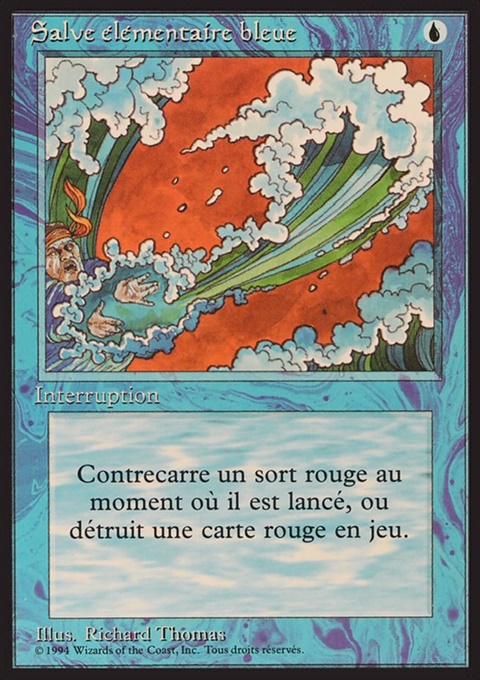 Salve élémentaire bleue
Interruption
Contrecarre un sort rouge au
moment où il est lancé, ou
détruit une carte rouge en jeu.
Illus. Richard Thomas
© 1994 Wizards of the Coast, Inc. Tous droits réservés.